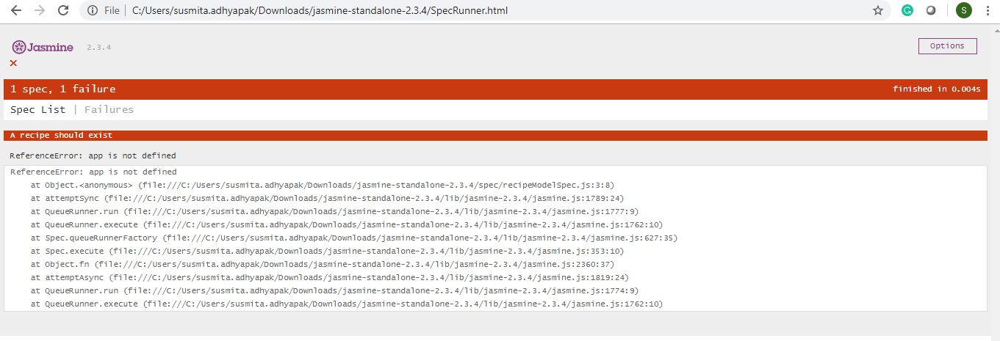 File | C:/Users/susmita.adhyapak/Downloads/jasmine-standalone-2.3.4/SpecRunner.html
G
S
Jasmine 2.3.4
Options
×
1 spec, 1 failure
finished in 0.004s
Spec List | Failures
A recipe should exist
ReferenceError: app is not defined
ReferenceError: app is not defined
at Object.<anonymous> (file:///C:/Users/susmita.adhyapak/Downloads/jasmine-standalone-2.3.4/spec/recipeModelSpec.js:3:8)
at attemptSync (file:///C:/Users/susmita.adhyapak/Downloads/jasmine-standalone-2.3.4/lib/jasmine-2.3.4/jasmine.js:1789:24)
at QueueRunner.run (file:///C:/Users/susmita.adhyapak/Downloads/jasmine-standalone-2.3.4/lib/jasmine-2.3.4/jasmine.js:1777:9)
at QueueRunner.execute (file:///C:/Users/susmita.adhyapak/Downloads/jasmine-standalone-2.3.4/lib/jasmine-2.3.4/jasmine.js:1762:10)
at Spec.queueRunnerFactory (file:///C:/Users/susmita.adhyapak/Downloads/jasmine-standalone-2.3.4/lib/jasmine-2.3.4/jasmine.js:627:35)
at Spec.execute (file:///C:/Users/susmita.adhyapak/Downloads/jasmine-standalone-2.3.4/lib/jasmine-2.3.4/jasmine.js:353:10)
at Object.fn (file:///C:/Users/susmita.adhyapak/Downloads/jasmine-standalone-2.3.4/lib/jasmine-2.3.4/jasmine.js:2360:37)
at attemptAsync (file:///C:/Users/susmita.adhyapak/Downloads/jasmine-standalone-2.3.4/lib/jasmine-2.3.4/jasmine.js:1819:24)
at QueueRunner.run (file:///C:/Users/susmita.adhyapak/Downloads/jasmine-standalone-2.3.4/lib/jasmine-2.3.4/jasmine.js:1774:9)
at QueueRunner.execute (file:///C:/Users/susmita.adhyapak/Downloads/jasmine-standalone-2.3.4/lib/jasmine-2.3.4/jasmine.js:1762:10)